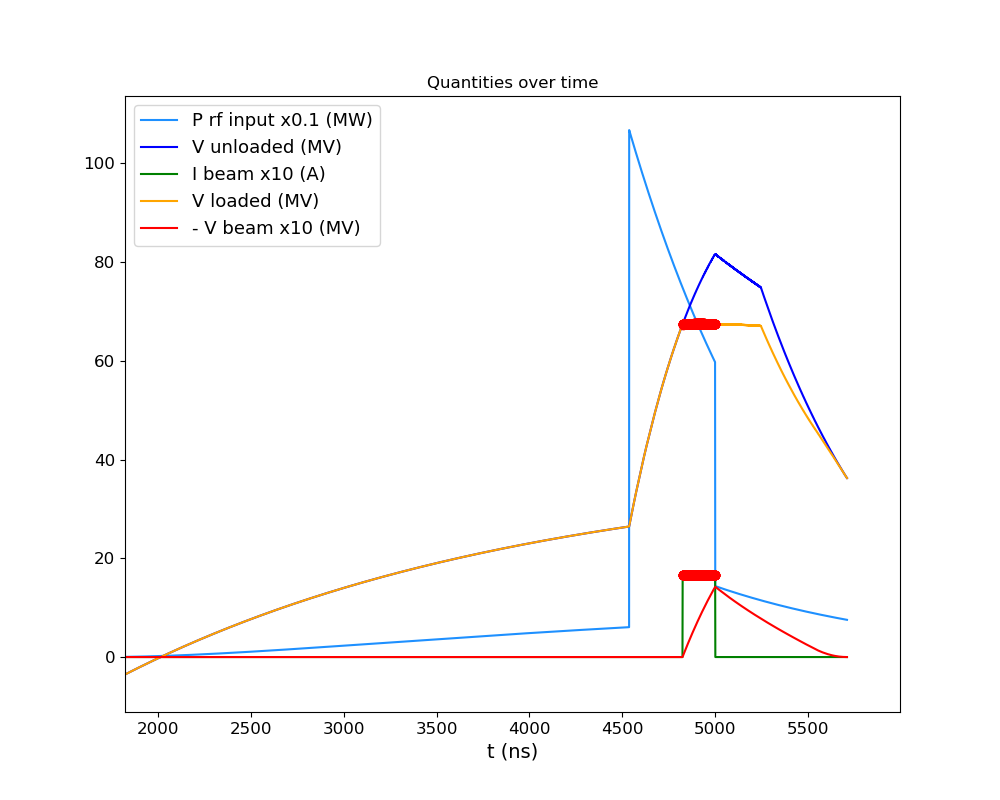 Quantities over time
P rf input x0.1 (MW)
V unloaded (MV)
I beam x10 (A)
V loaded (MV)
- V beam x10 (MV)
100
80
60
40
20
0
2000 2500 3000 3500 4000 4500 5000 5500
t (ns)